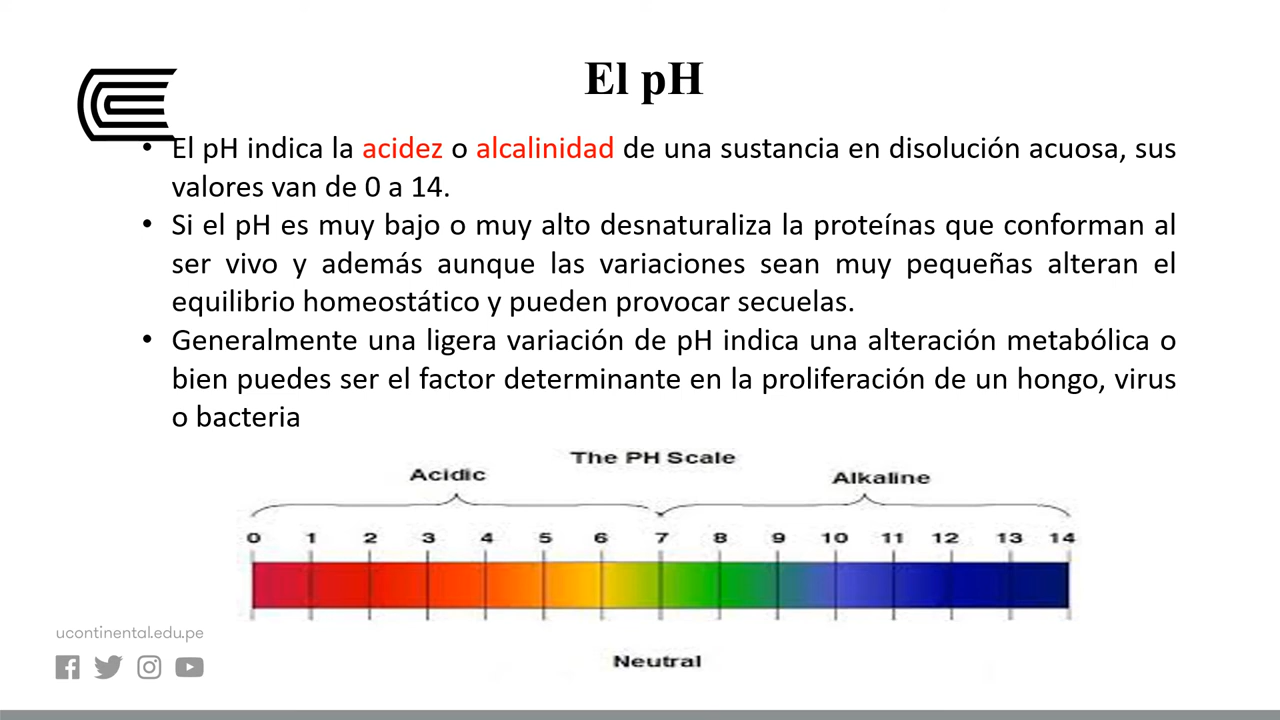 El pH
• El pH indica la acidez o alcalinidad de una sustancia en disolución acuosa, sus
valores van de 0 a 14.
• Si el pH es muy bajo o muy alto desnaturaliza la proteínas que conforman al
ser vivo y además aunque las variaciones sean muy pequeñas alteran el
equilibrio homeostático y pueden provocar secuelas.
• Generalmente una ligera variación de pH indica una alteración metabólica o
bien puedes ser el factor determinante en la proliferación de un hongo, virus
o bacteria
The PH Scale
Acidic Alkaline
0 1 2 3 4 5 6 7 8 9 10 11 12 13 14
Neutral
ucontinental.edu.pe